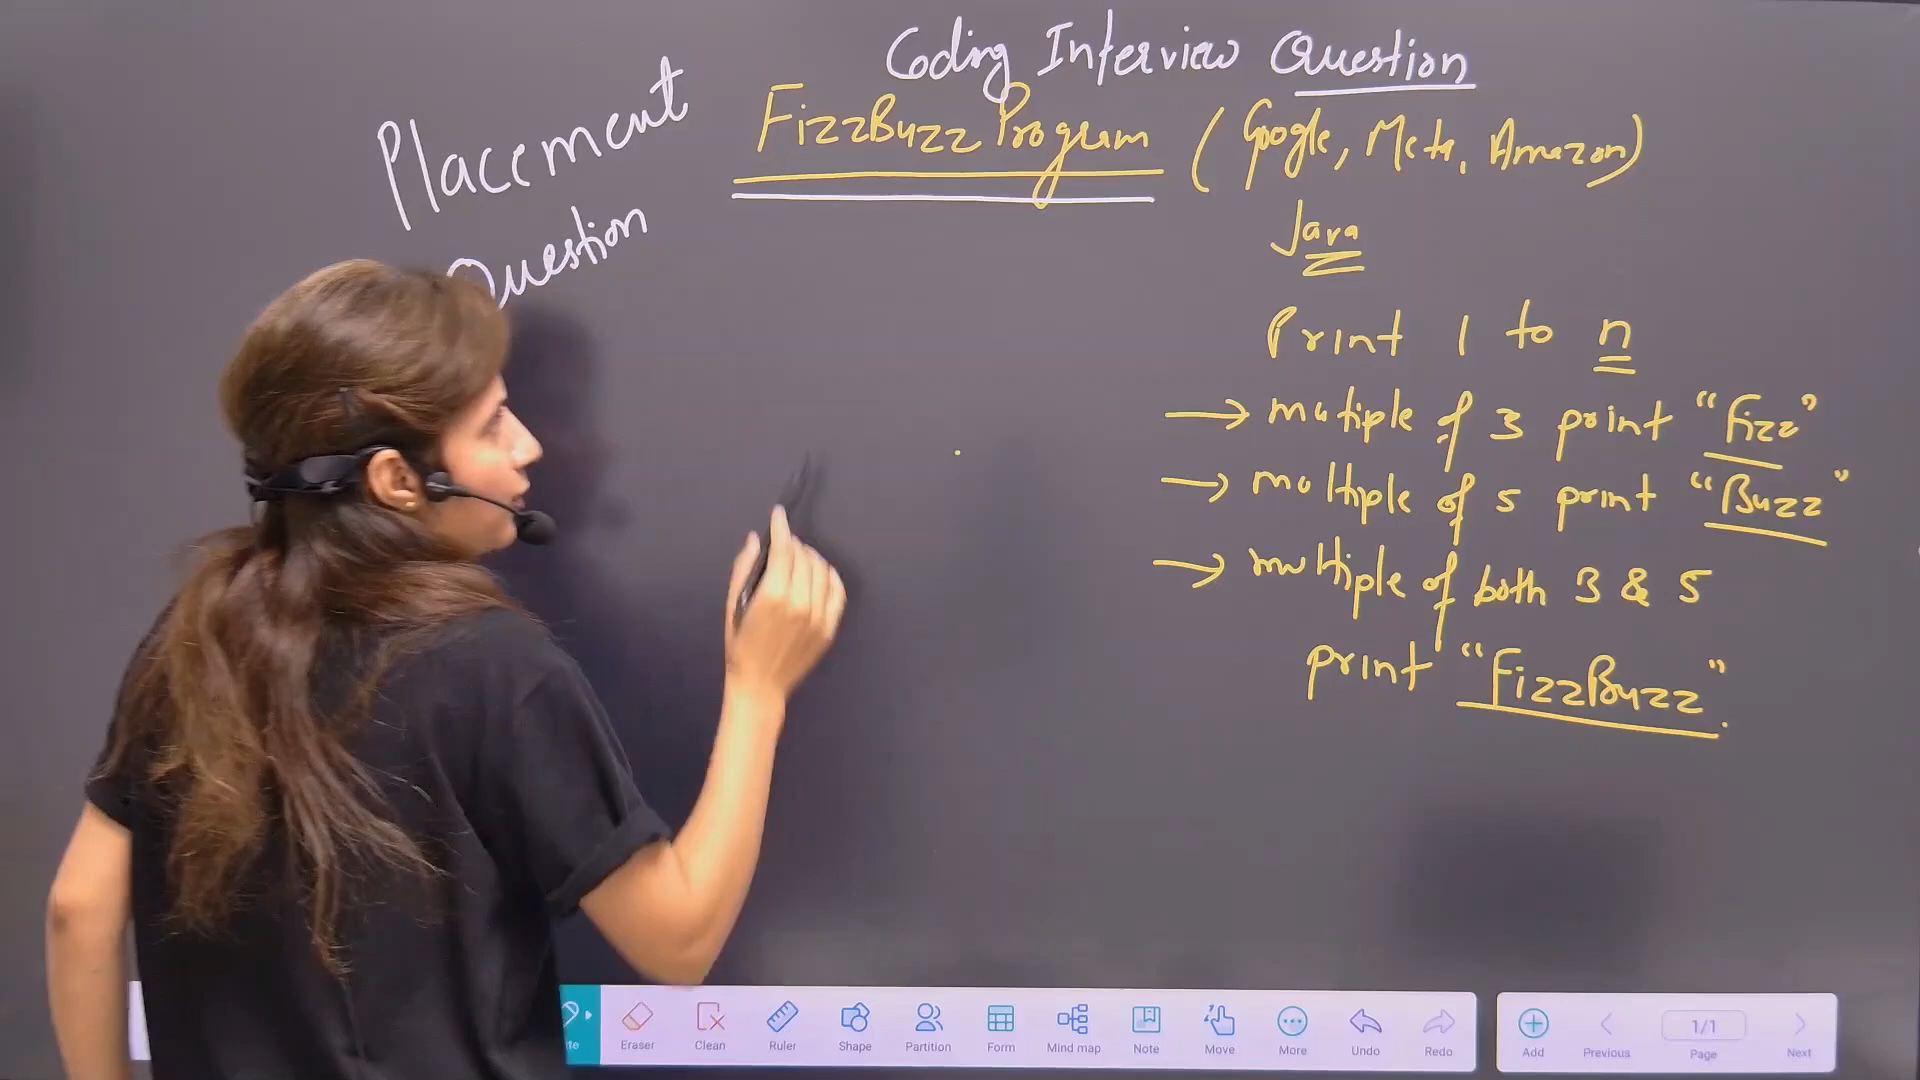 Coding Interview Question
Placement
Question
FizzBuzz Program (Google, Meta, Amazon)
Java
Print 1 to n
→ mutiple of 3 print "Fizz"
→ multiple of 5 print "Buzz"
→ multiple of both 3 & 5
print "FizzBuzz".
Eraser Clean Ruler Shape Partition Form Mind map Note Move More Undo Redo
Add Previous 1/1 Page Next